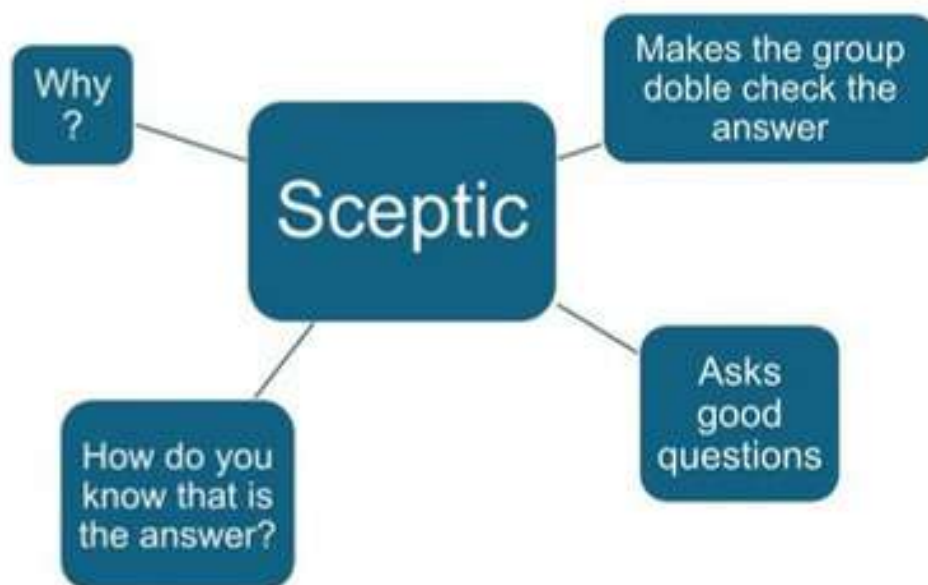 Why
?
Makes the group
doble check the
answer
Sceptic
Asks
good
questions
How do you
know that is
the answer?